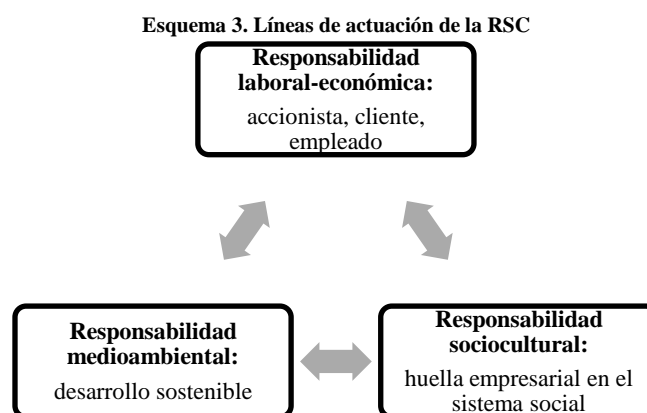 Esquema 3. Líneas de actuación de la RSC
Responsabilidad
laboral-económica:
accionista, cliente,
empleado
Responsabilidad
medioambiental:
desarrollo sostenible
Responsabilidad
sociocultural:
huella empresarial en el
sistema social